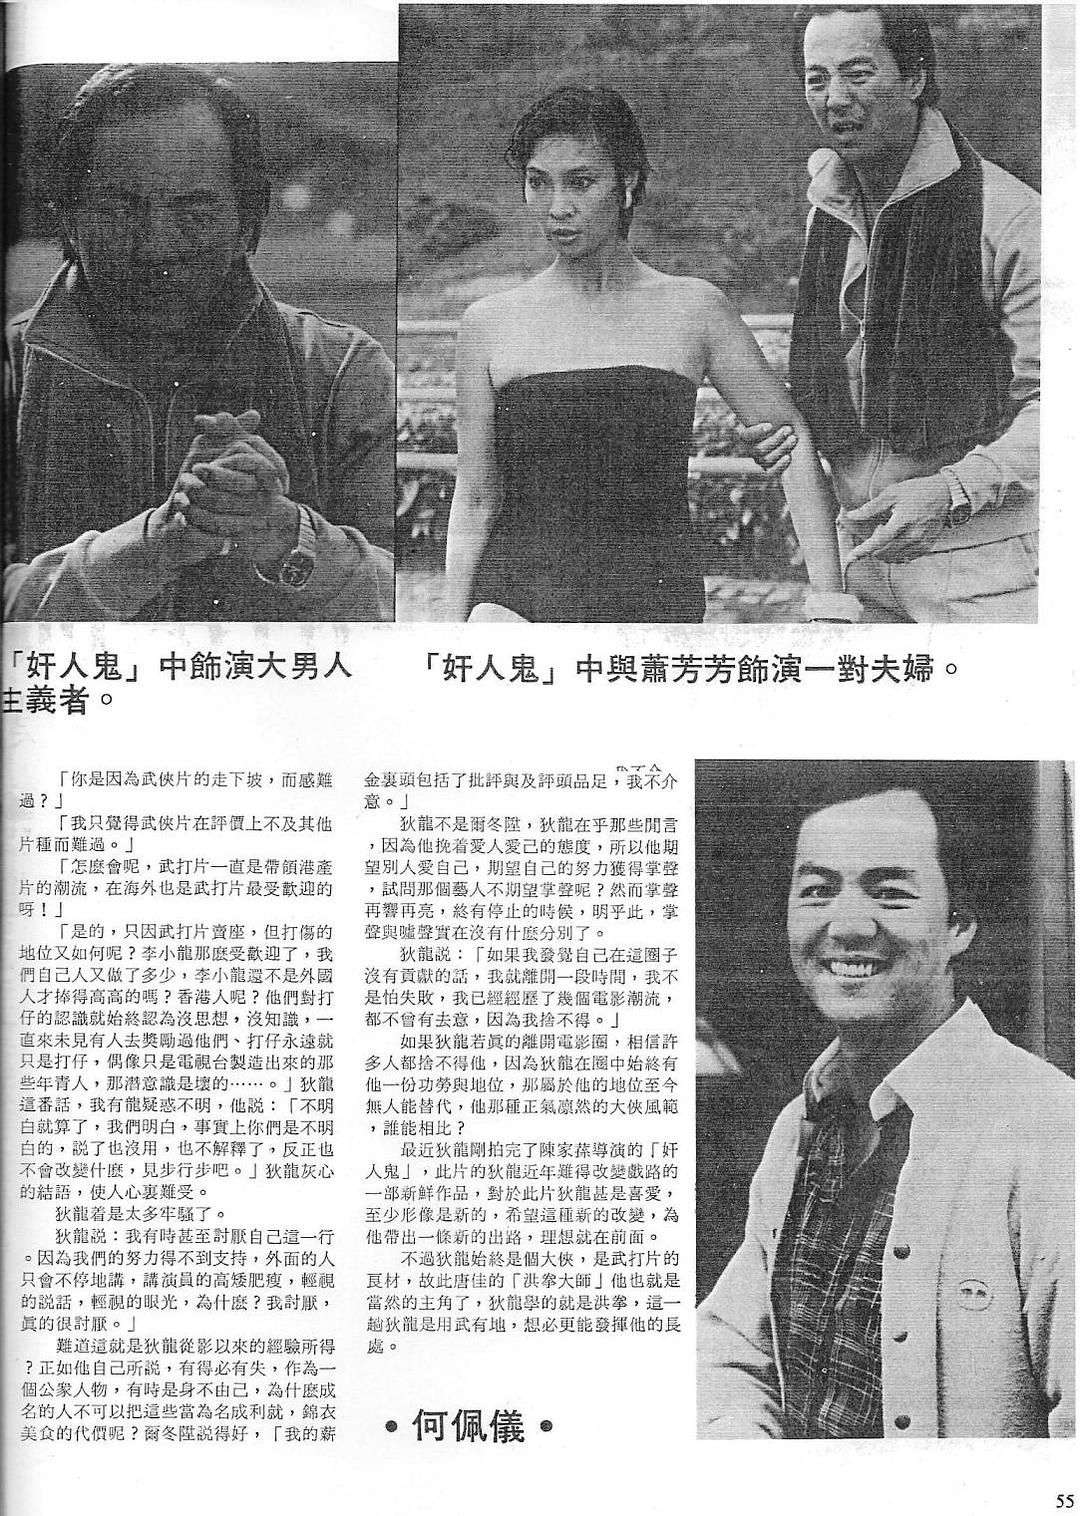 「奸人鬼」中飾演大男人
主義者。
「奸人鬼」中與蕭芳芳飾演一對夫婦。
「你是因為武俠片的走下坡，而感難
過？」
「我只覺得武俠片在評價上不及其他
片種而難過。」
「怎麼會呢，武打片一直是帶領港產
片的潮流，在海外也是武打片最受歡迎的
呀！」
「是的，只因武打片賣座，但打傷的
地位又如何呢？李小龍那麼受歡迎了，我
們自己人又做了多少，李小龍還不是外國
人才捧得高高的嗎？香港人呢？他們對打
仔的認識就始終認為沒思想，沒知識，一
直來未見有人去獎勵過他們、打仔永遠就
只是打仔，偶像只是電視台製造出來的那
些年青人，那潛意識是壞的……。」狄龍
這番話，我有龍疑惑不明，他説：「不明
白就算了，我們明白，事實上你們是不明
白的，説了也沒用，也不解釋了，反正也
不會改變什麼，見步行步吧。」狄龍灰心
的結語，使人心裏難受。
狄龍着是太多牢騷了。
狄龍説：我有時甚至討厭自己這一行
。因為我們的努力得不到支持，外面的人
只會不停地講，講演員的高矮肥瘦，輕視
的説話，輕視的眼光，為什麼？我討厭，
眞的很討厭。」
難道這就是狄龍從影以來的經驗所得
？正如他自己所説，有得必有失，作為一
個公衆人物，有時是身不由己，為什麼成
名的人不可以把這些當為名成利就，錦衣
美食的代價呢？爾冬陞説得好，「我的薪
金裏頭包括了批評與及評頭品足，我不介
意。」
狄龍不是爾冬陞，狄龍在乎那些閒言
，因為他挽着愛人愛己的態度，所以他期
望別人愛自己，期望自己的努力獲得掌聲
，試問那個藝人不期望掌聲呢？然而掌聲
再響再亮，終有停止的時候，明乎此，掌
聲與噓聲實在沒有什麼分別了。
狄龍説：「如果我發覺自己在這圈子
沒有貢獻的話，我就離開一段時間，我不
是怕失敗，我已經經歷了幾個電影潮流，
都不曾有去意，因為我捨不得。」
如果狄龍若眞的離開電影圈，相信許
多人都捨不得他，因為狄龍在圈中始終有
他一份功勞與地位，那屬於他的地位至今
無人能替代，他那種正氣凛然的大俠風範
，誰能相比？
最近狄龍剛拍完了陳家蓀導演的「奸
人鬼」，此片的狄龍近年難得改變戲路的
一部新鮮作品，對於此片狄龍甚是喜愛，
至少形像是新的，希望這種新的改變，為
他帶出一條新的出路，理想就在前面。
不過狄龍始終是個大俠，是武打片的
良材，故此唐佳的「洪拳大師」他也就是
當然的主角了，狄龍學的就是洪拳，這一
趟狄龍是用武有地，想必更能發揮他的長
處。
•何佩儀•
55